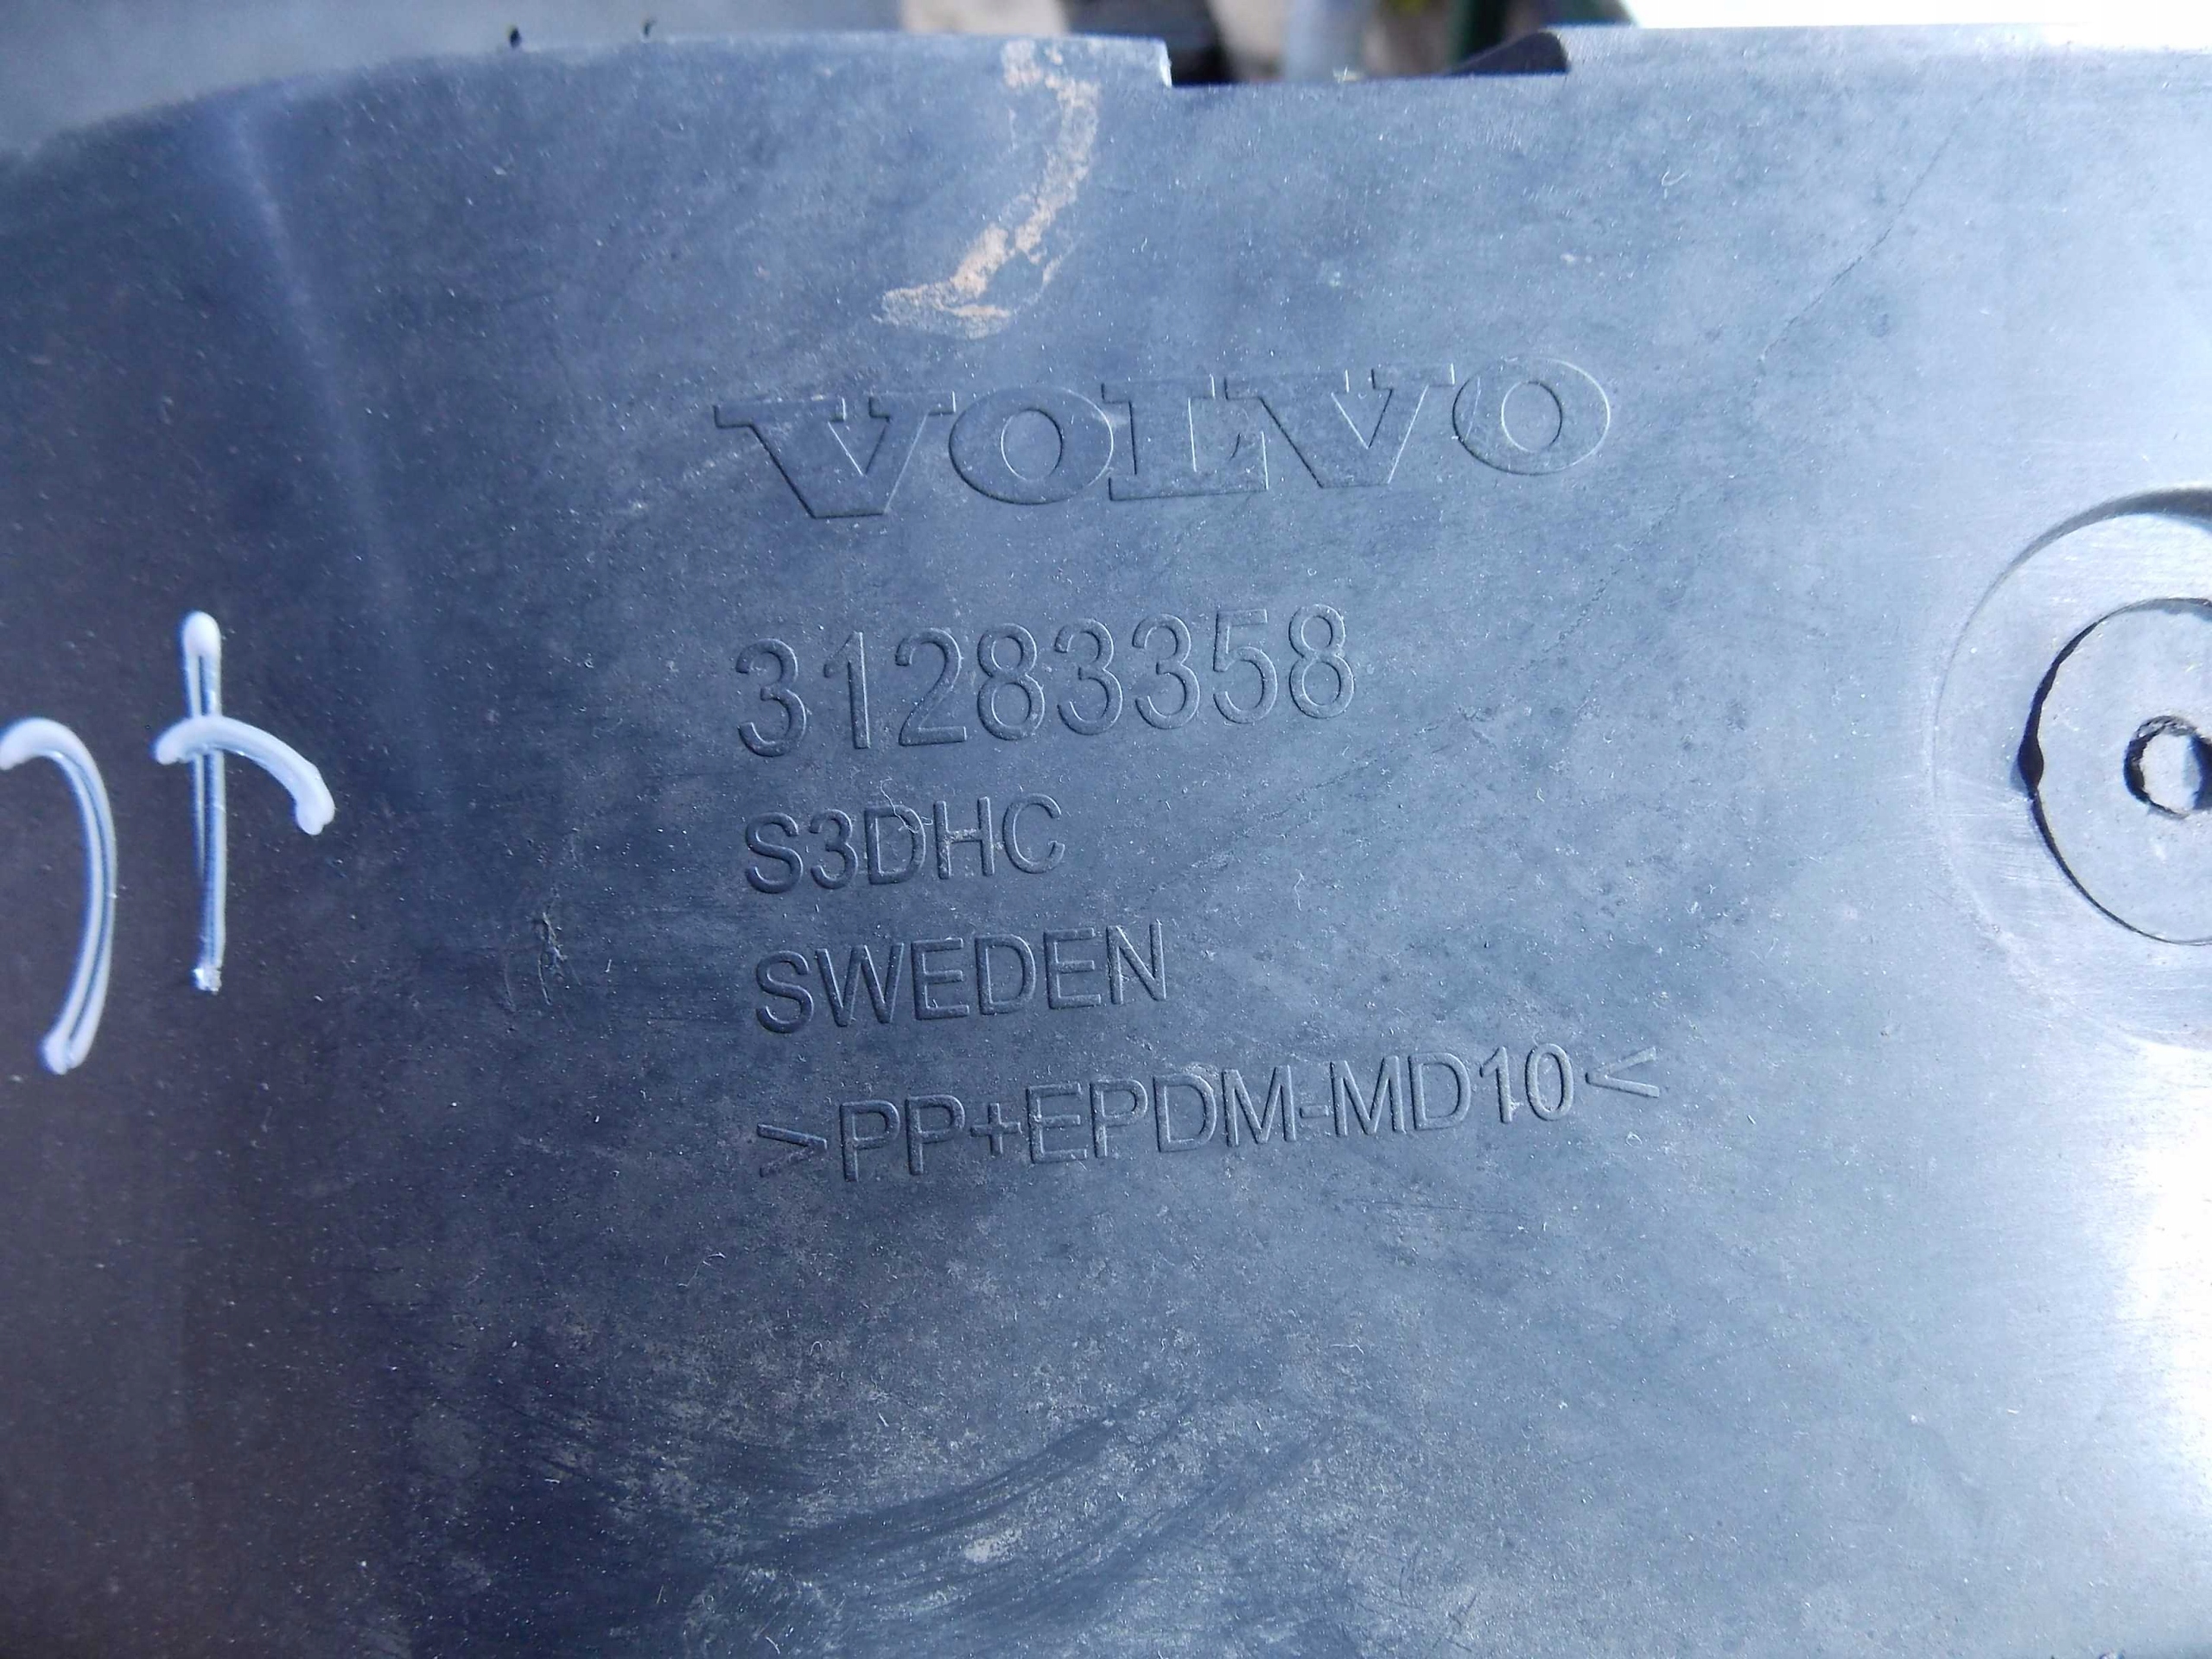 VOLVO
31283358
S3DHC
SWEDEN
>PP+EPDM-MD10<